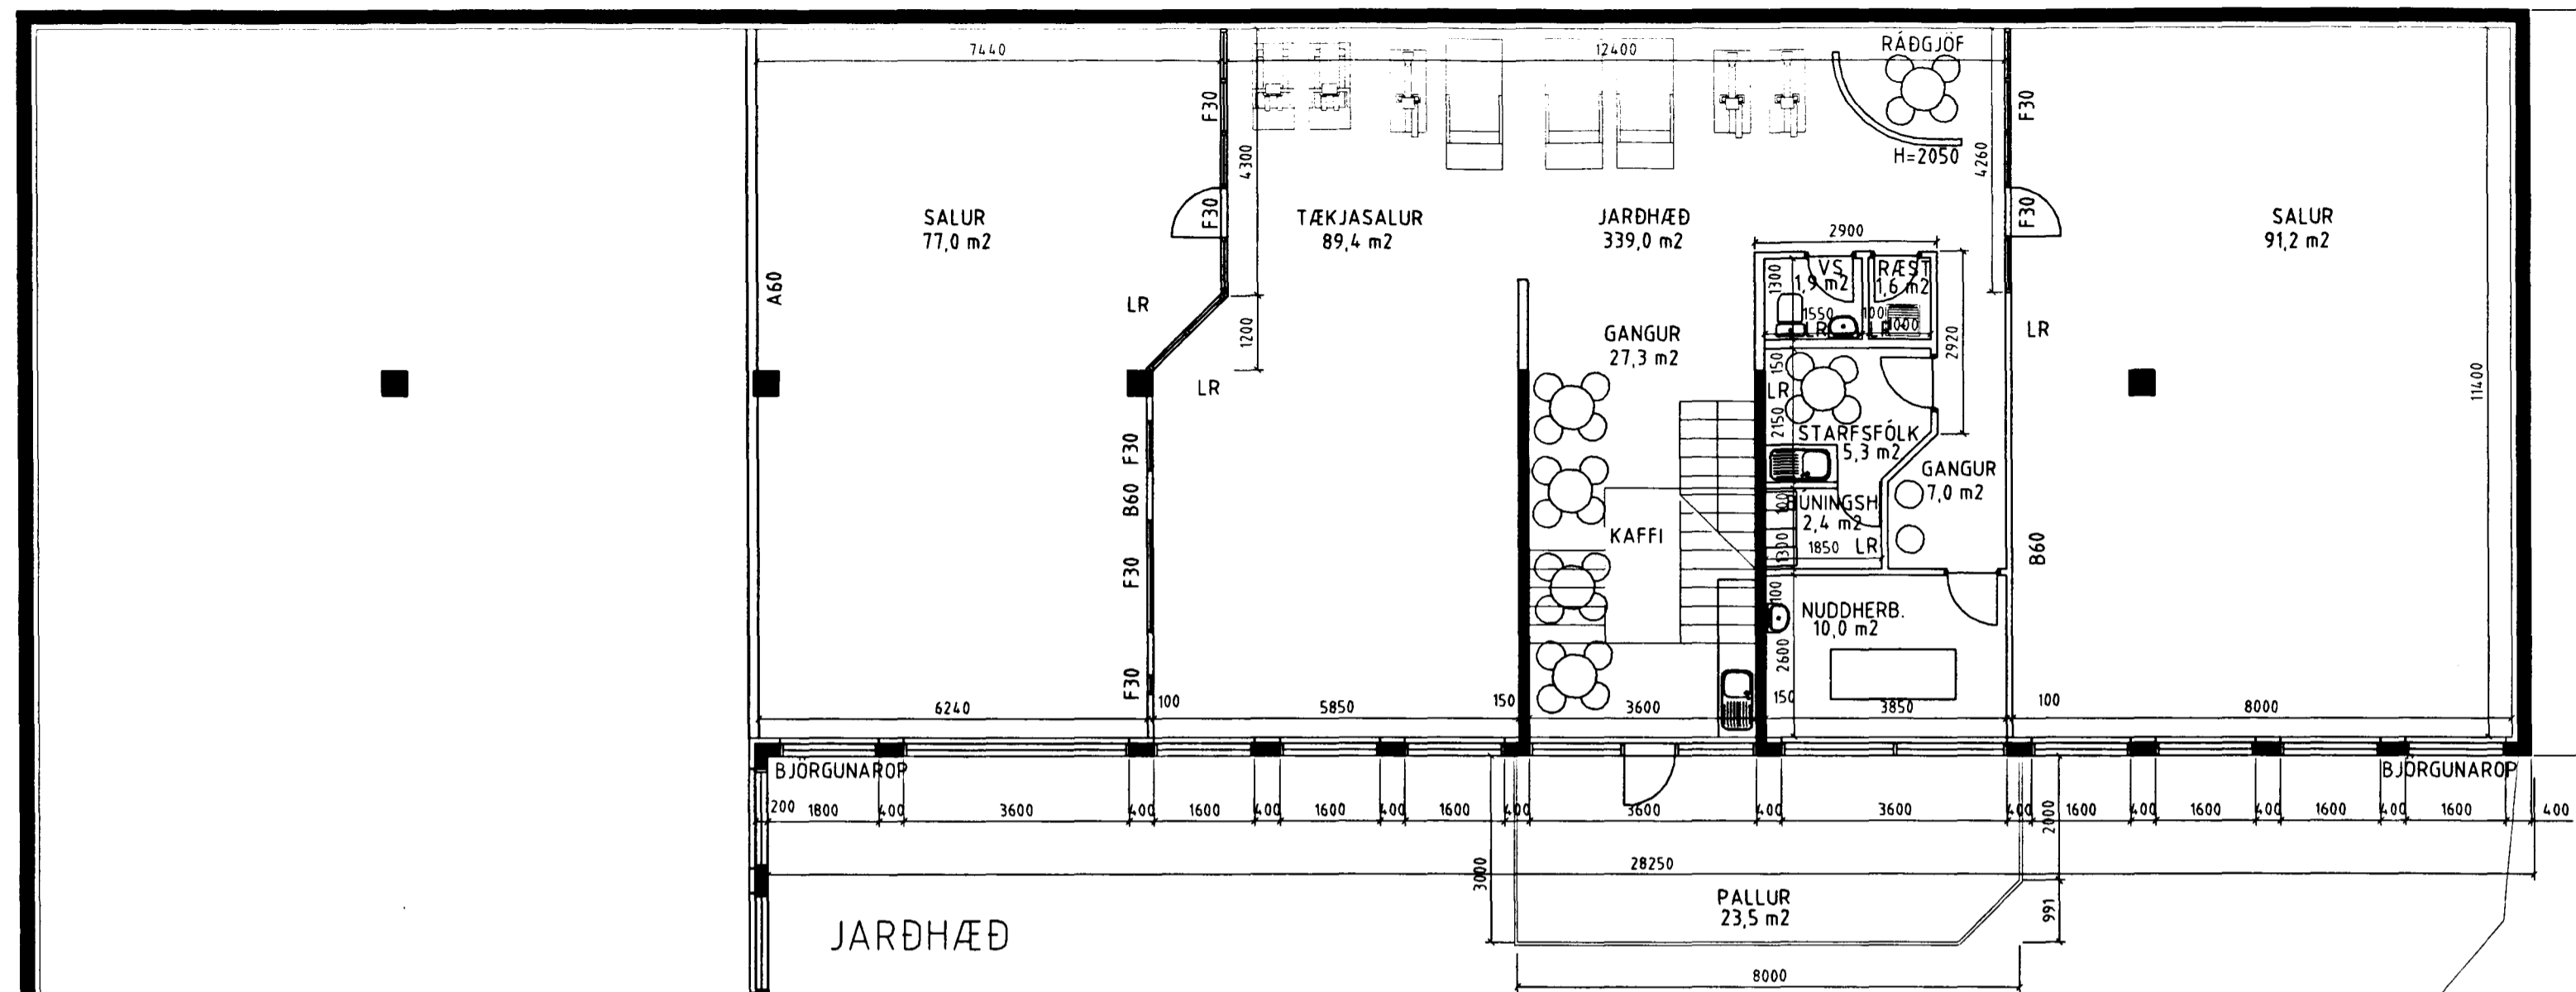 7440
12400
RÁÐGJÖF
F30
F30
4300
4260
H=2050
F30
F30
SALUR
77,0 m2
TÆKJASALUR
89,4 m2
JARÐHÆÐ
339,0 m2
SALUR
91,2 m2
2900
A60
1300
VS
1,9 m2
RÆST
1,6 m2
LR
1200
1550
100
1000
LR
LR
LR
GANGUR
27,3 m2
2920
150
LR
LR
11400
2150
STARFSFÓLK
5,3 m2
F30
GANGUR
7,0 m2
B60
100
BÚNINGSH
2,4 m2
KAFFI
1300
1850
LR
B60
F30
100
NUDDHERB.
10,0 m2
2600
F30
6240
100
5850
150
3600
150
3850
100
8000
BJÖRGUNAROP
BJÖRGUNAROP
200
1800
400
3600
400
1600
400
1600
400
1600
400
3600
400
3600
400
2000
1600
400
1600
400
1600
400
1600
400
28250
3000
PALLUR
23,5 m2
991
JARÐHÆÐ
8000